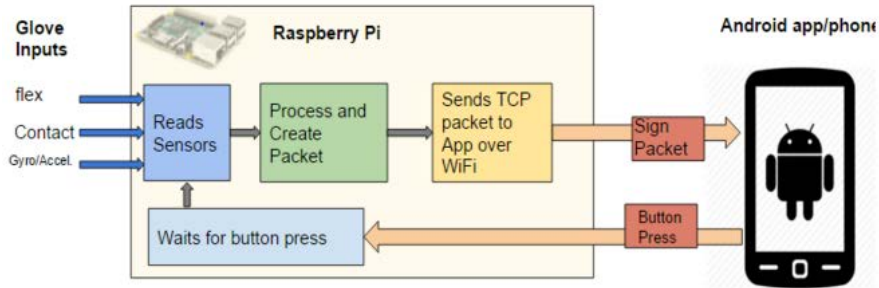 Glove
Inputs
Raspberry Pi
Android app/phone
flex
Contact
Gyro/Accel.
Reads
Sensors
Process and
Create
Packet
Sends TCP
packet to
App over
WiFi
Sign
Packet
Waits for button press
Button
Press